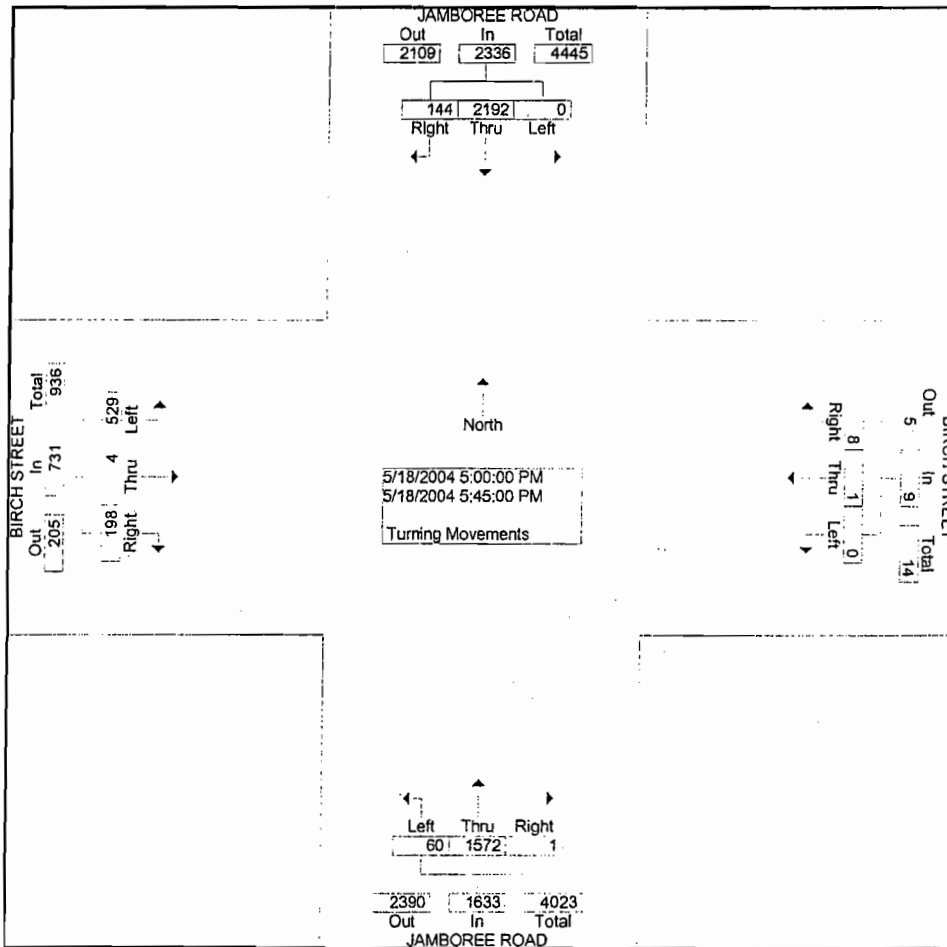 JAMBOREE ROAD
Out In Total
2109 2336 4445
144 2192 0
Right Thru Left
BIRCH STREET
Out In Total
205 731 936
198 4 529
Right Thru Left
North
5/18/2004 5:00:00 PM
5/18/2004 5:45:00 PM
Turning Movements
Right Thru Left
8 1 0
Out In Total
5 9 14
BIRCH STREET
Left Thru Right
60 1572 1
2390 1633 4023
Out In Total
JAMBOREE ROAD